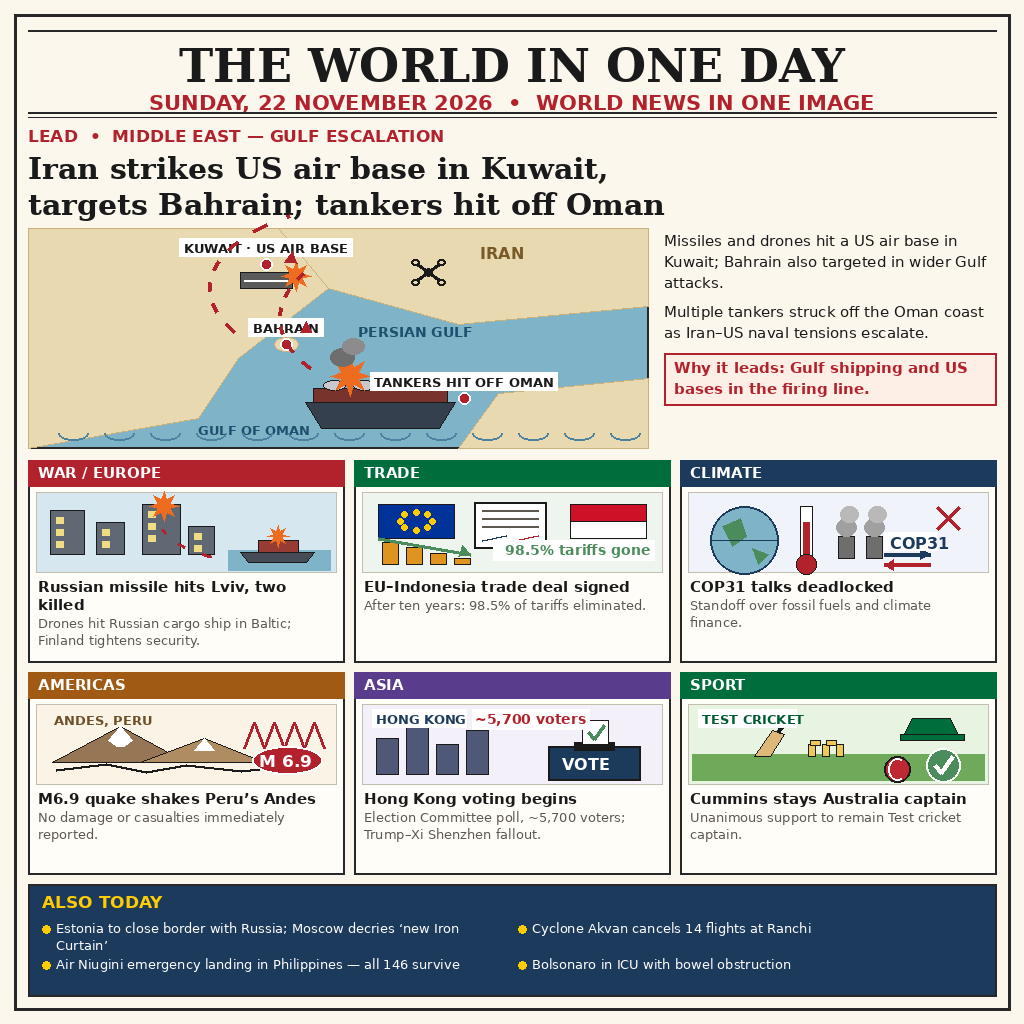 THE WORLD IN ONE DAY
SUNDAY, 22 NOVEMBER 2026 • WORLD NEWS IN ONE IMAGE
LEAD • MIDDLE EAST — GULF ESCALATION
Iran strikes US air base in Kuwait,
targets Bahrain; tankers hit off Oman
KUWAIT · US AIR BASE
IRAN
BAHRAIN
PERSIAN GULF
TANKERS HIT OFF OMAN
GULF OF OMAN
Missiles and drones hit a US air base in
Kuwait; Bahrain also targeted in wider Gulf
attacks.
Multiple tankers struck off the Oman coast
as Iran–US naval tensions escalate.
Why it leads: Gulf shipping and US
bases in the firing line.
WAR / EUROPE
Russian missile hits Lviv, two
killed
Drones hit Russian cargo ship in Baltic;
Finland tightens security.
TRADE
98.5% tariffs gone
EU–Indonesia trade deal signed
After ten years: 98.5% of tariffs eliminated.
CLIMATE
COP31
COP31 talks deadlocked
Standoff over fossil fuels and climate
finance.
AMERICAS
ANDES, PERU
M 6.9
M6.9 quake shakes Peru’s Andes
No damage or casualties immediately
reported.
ASIA
HONG KONG
~5,700 voters
VOTE
Hong Kong voting begins
Election Committee poll, ~5,700 voters;
Trump–Xi Shenzhen fallout.
SPORT
TEST CRICKET
Cummins stays Australia captain
Unanimous support to remain Test cricket
captain.
ALSO TODAY
Estonia to close border with Russia; Moscow decries ‘new Iron
Curtain’
Air Niugini emergency landing in Philippines — all 146 survive
Cyclone Akvan cancels 14 flights at Ranchi
Bolsonaro in ICU with bowel obstruction